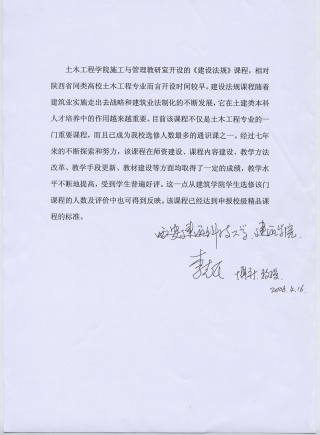 土木工程学院施工与管理教研室开设的《建设法规》课程，相对
陕西省同类高校土木工程专业而言开设时间较早。建设法规课程随着
建筑业实施走出去战略和建筑业法制化的不断发展，它在土建类本科
人才培养中的作用越来越重要。目前该课程不仅是土木工程专业的一
门重要课程，而且已成为我校选修人数最多的通识课之一。经过七年
来的不断探索和努力，该课程在师资建设、课程内容建设、教学方法
改革、教学手段更新、教材建设等方面均取得了一定的成绩，教学水
平不断地提高，受到学生普遍好评。这一点从建筑学院学生选修该门
课程的人数及评价中也可得到反映。该课程已经达到申报校级精品课
程的标准。
西安建筑科技大学 建筑学院
李志民 博导 教授
2008.4.16